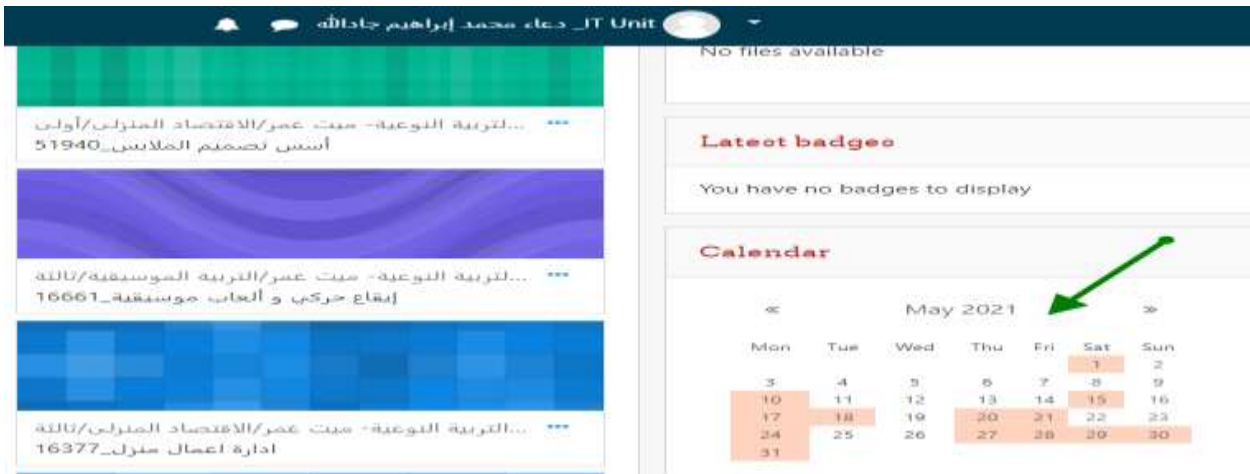 دعاء محمد إبراهيم جادالله _IT Unit
No files available
...لتربية النوعية- ميت غمر/الاقتصاد المنزلى/أولى
أسس تصميم الملابس_51940
...لتربية النوعية- ميت غمر/التربية الموسيقية/ثالثة
إيقاع حركي و ألعاب موسيقية_16661
...التربية النوعية- ميت غمر/الاقتصاد المنزلى/ثالثة
ادارة اعمال منزل_16377
Latest badges
You have no badges to display
Calendar
« May 2021 »
Mon Tue Wed Thu Fri Sat Sun
1 2
3 4 5 6 7 8 9
10 11 12 13 14 15 16
17 18 19 20 21 22 23
24 25 26 27 28 29 30
31